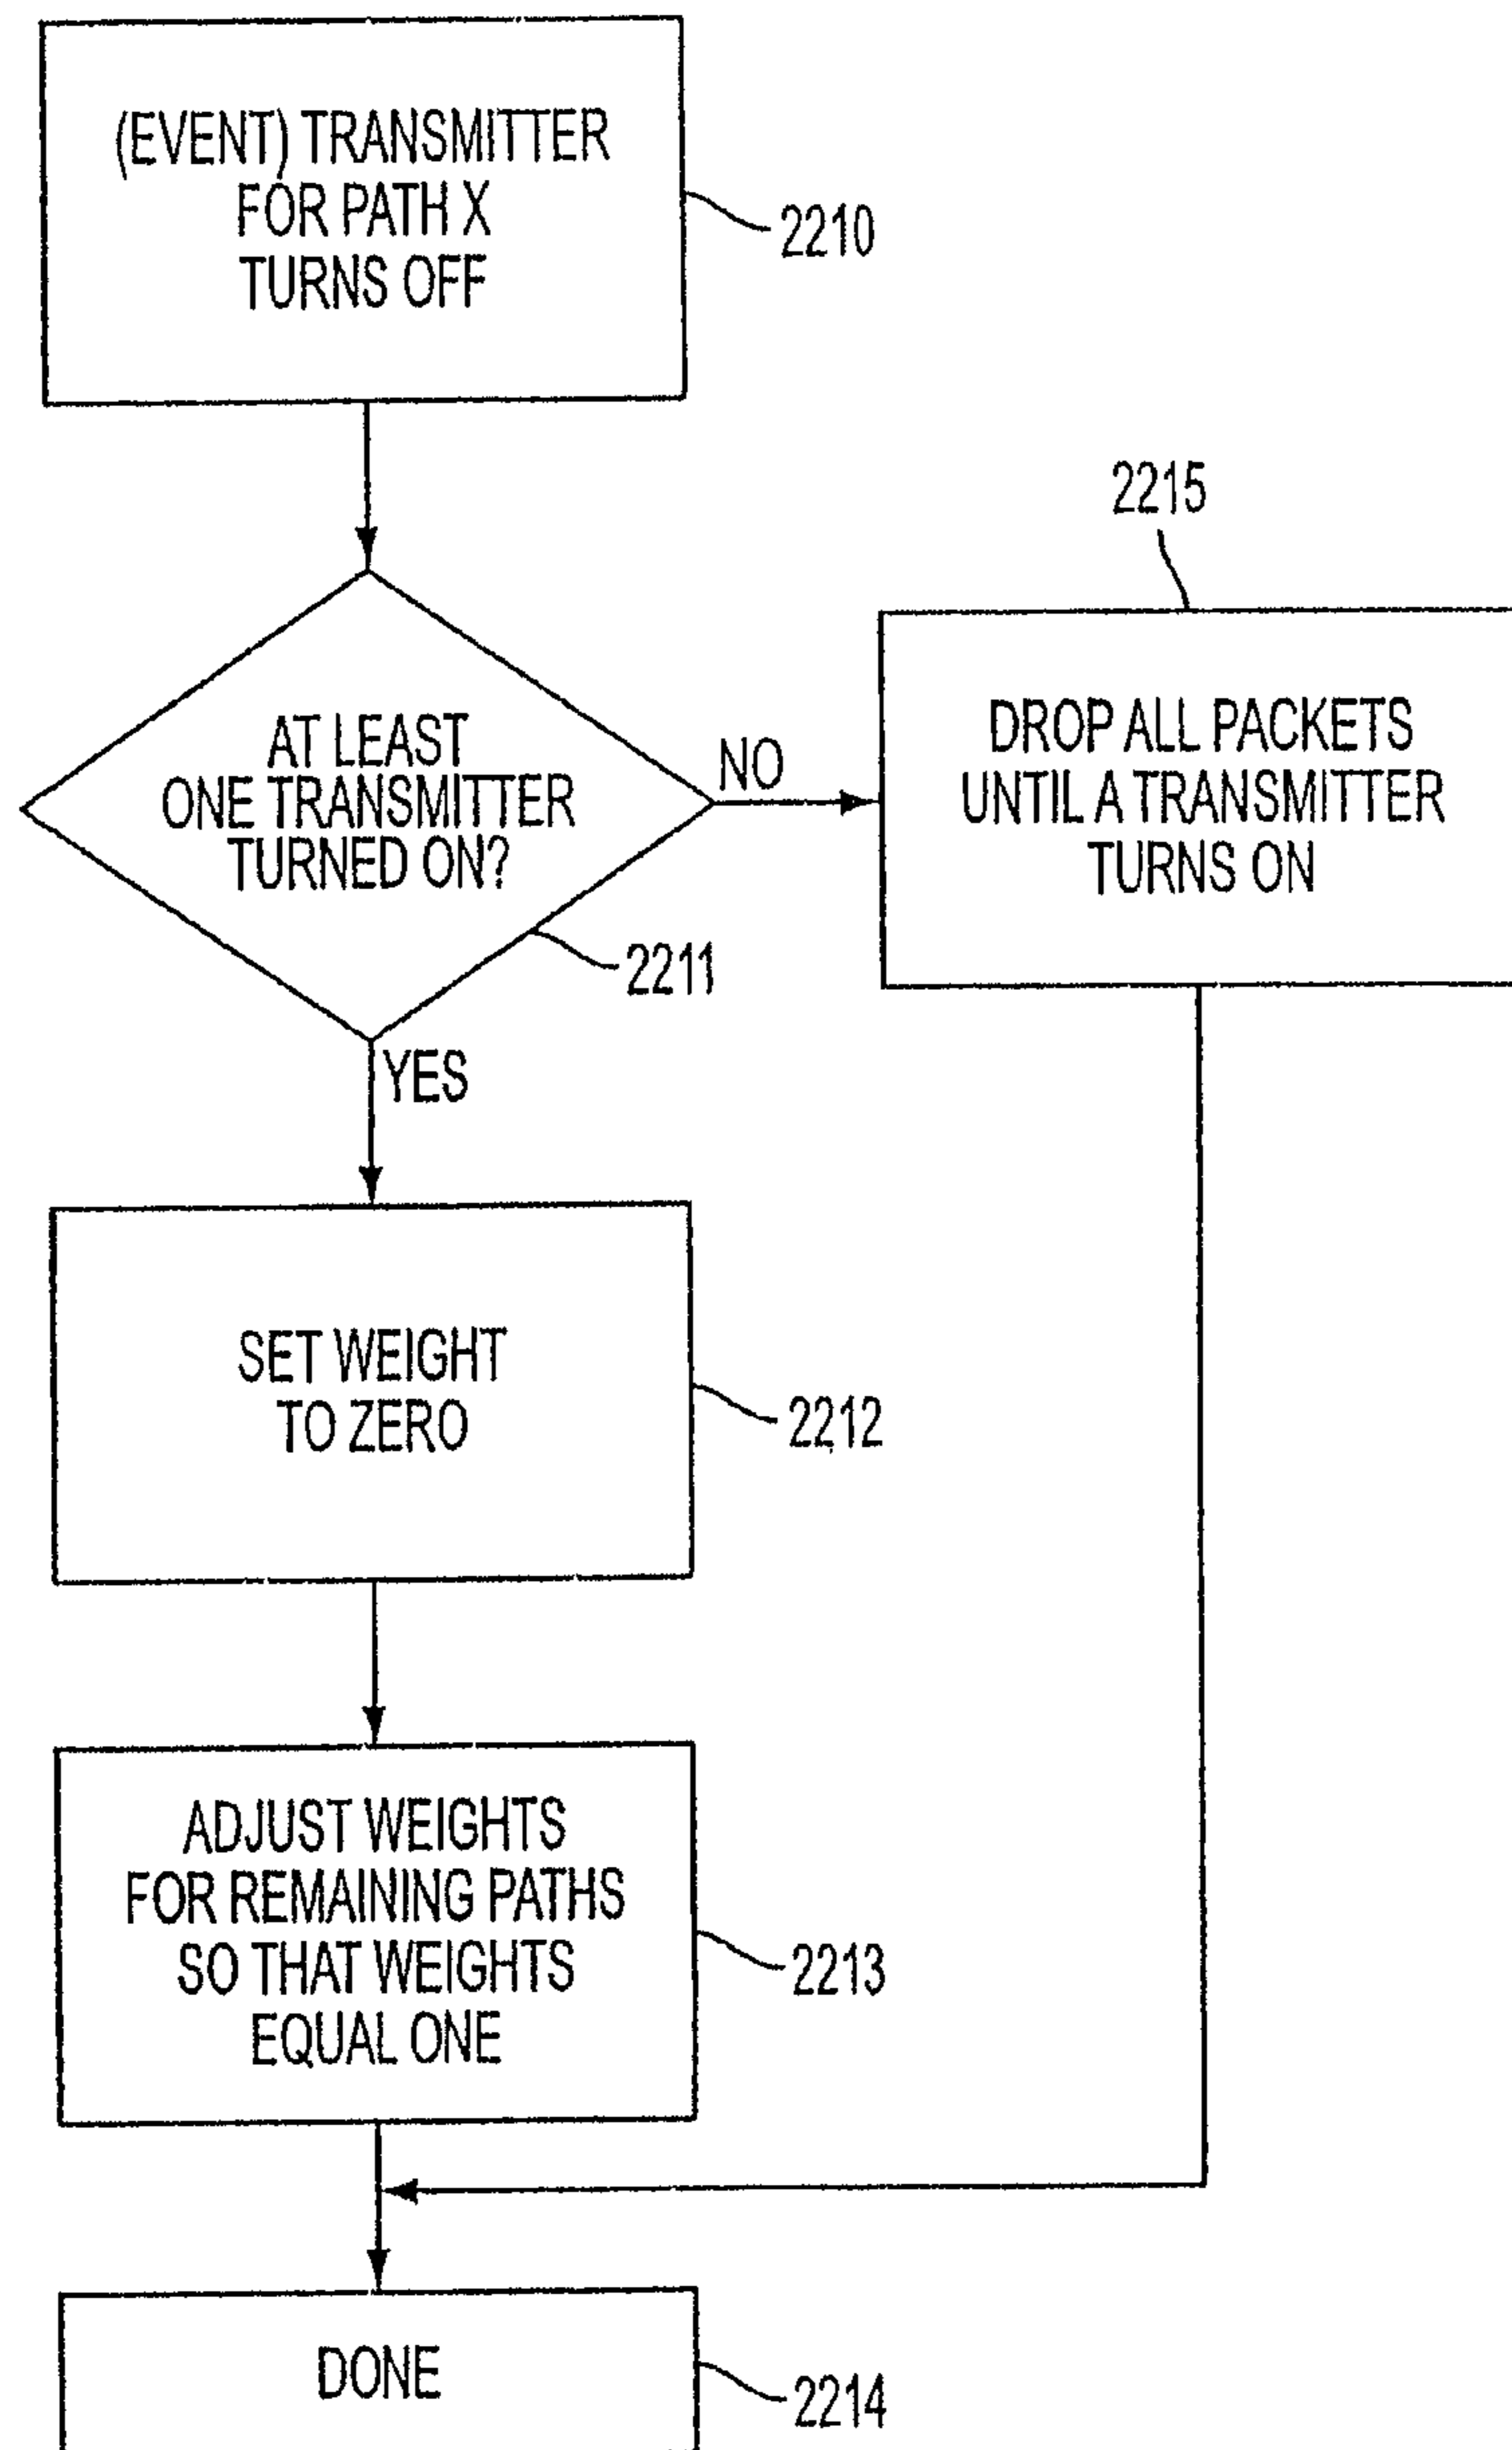 (EVENT) TRANSMITTER
FOR PATH X
TURNS OFF
2210
2215
AT LEAST
ONE TRANSMITTER
TURNED ON?
NO
DROP ALL PACKETS
UNTIL A TRANSMITTER
TURNS ON
2211
YES
SET WEIGHT
TO ZERO
2212
ADJUST WEIGHTS
FOR REMAINING PATHS
SO THAT WEIGHTS
EQUAL ONE
2213
DONE
2214